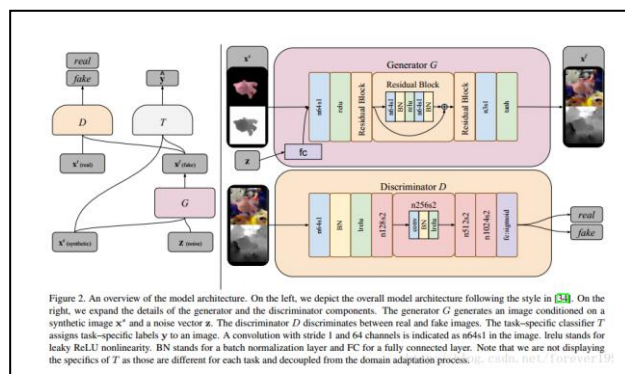 real
fake
ŷ
D
T
xᵗ (real)
xᶠ (fake)
G
xˢ (synthetic)
z (noise)
xˢ
Generator G
n64s1
relu
Residual Block
Residual Block
n64s1
BN
relu
n64s1
BN
Residual Block
n3s1
tanh
xᶠ
z
fc
Discriminator D
n64s1
BN
lrelu
n128s2
n256s2
conv
BN
lrelu
n512s2
n1024s2
fc:sigmoid
real
fake
Figure 2. An overview of the model architecture. On the left, we depict the overall model architecture following the style in [34]. On the
right, we expand the details of the generator and the discriminator components. The generator G generates an image conditioned on a
synthetic image xˢ and a noise vector z. The discriminator D discriminates between real and fake images. The task–specific classifier T
assigns task–specific labels y to an image. A convolution with stride 1 and 64 channels is indicated as n64s1 in the image. lrelu stands for
leaky ReLU nonlinearity. BN stands for a batch normalization layer and FC for a fully connected layer. Note that we are not displaying
the specifics of T as those are different for each task and decoupled from the domain adaptation process.